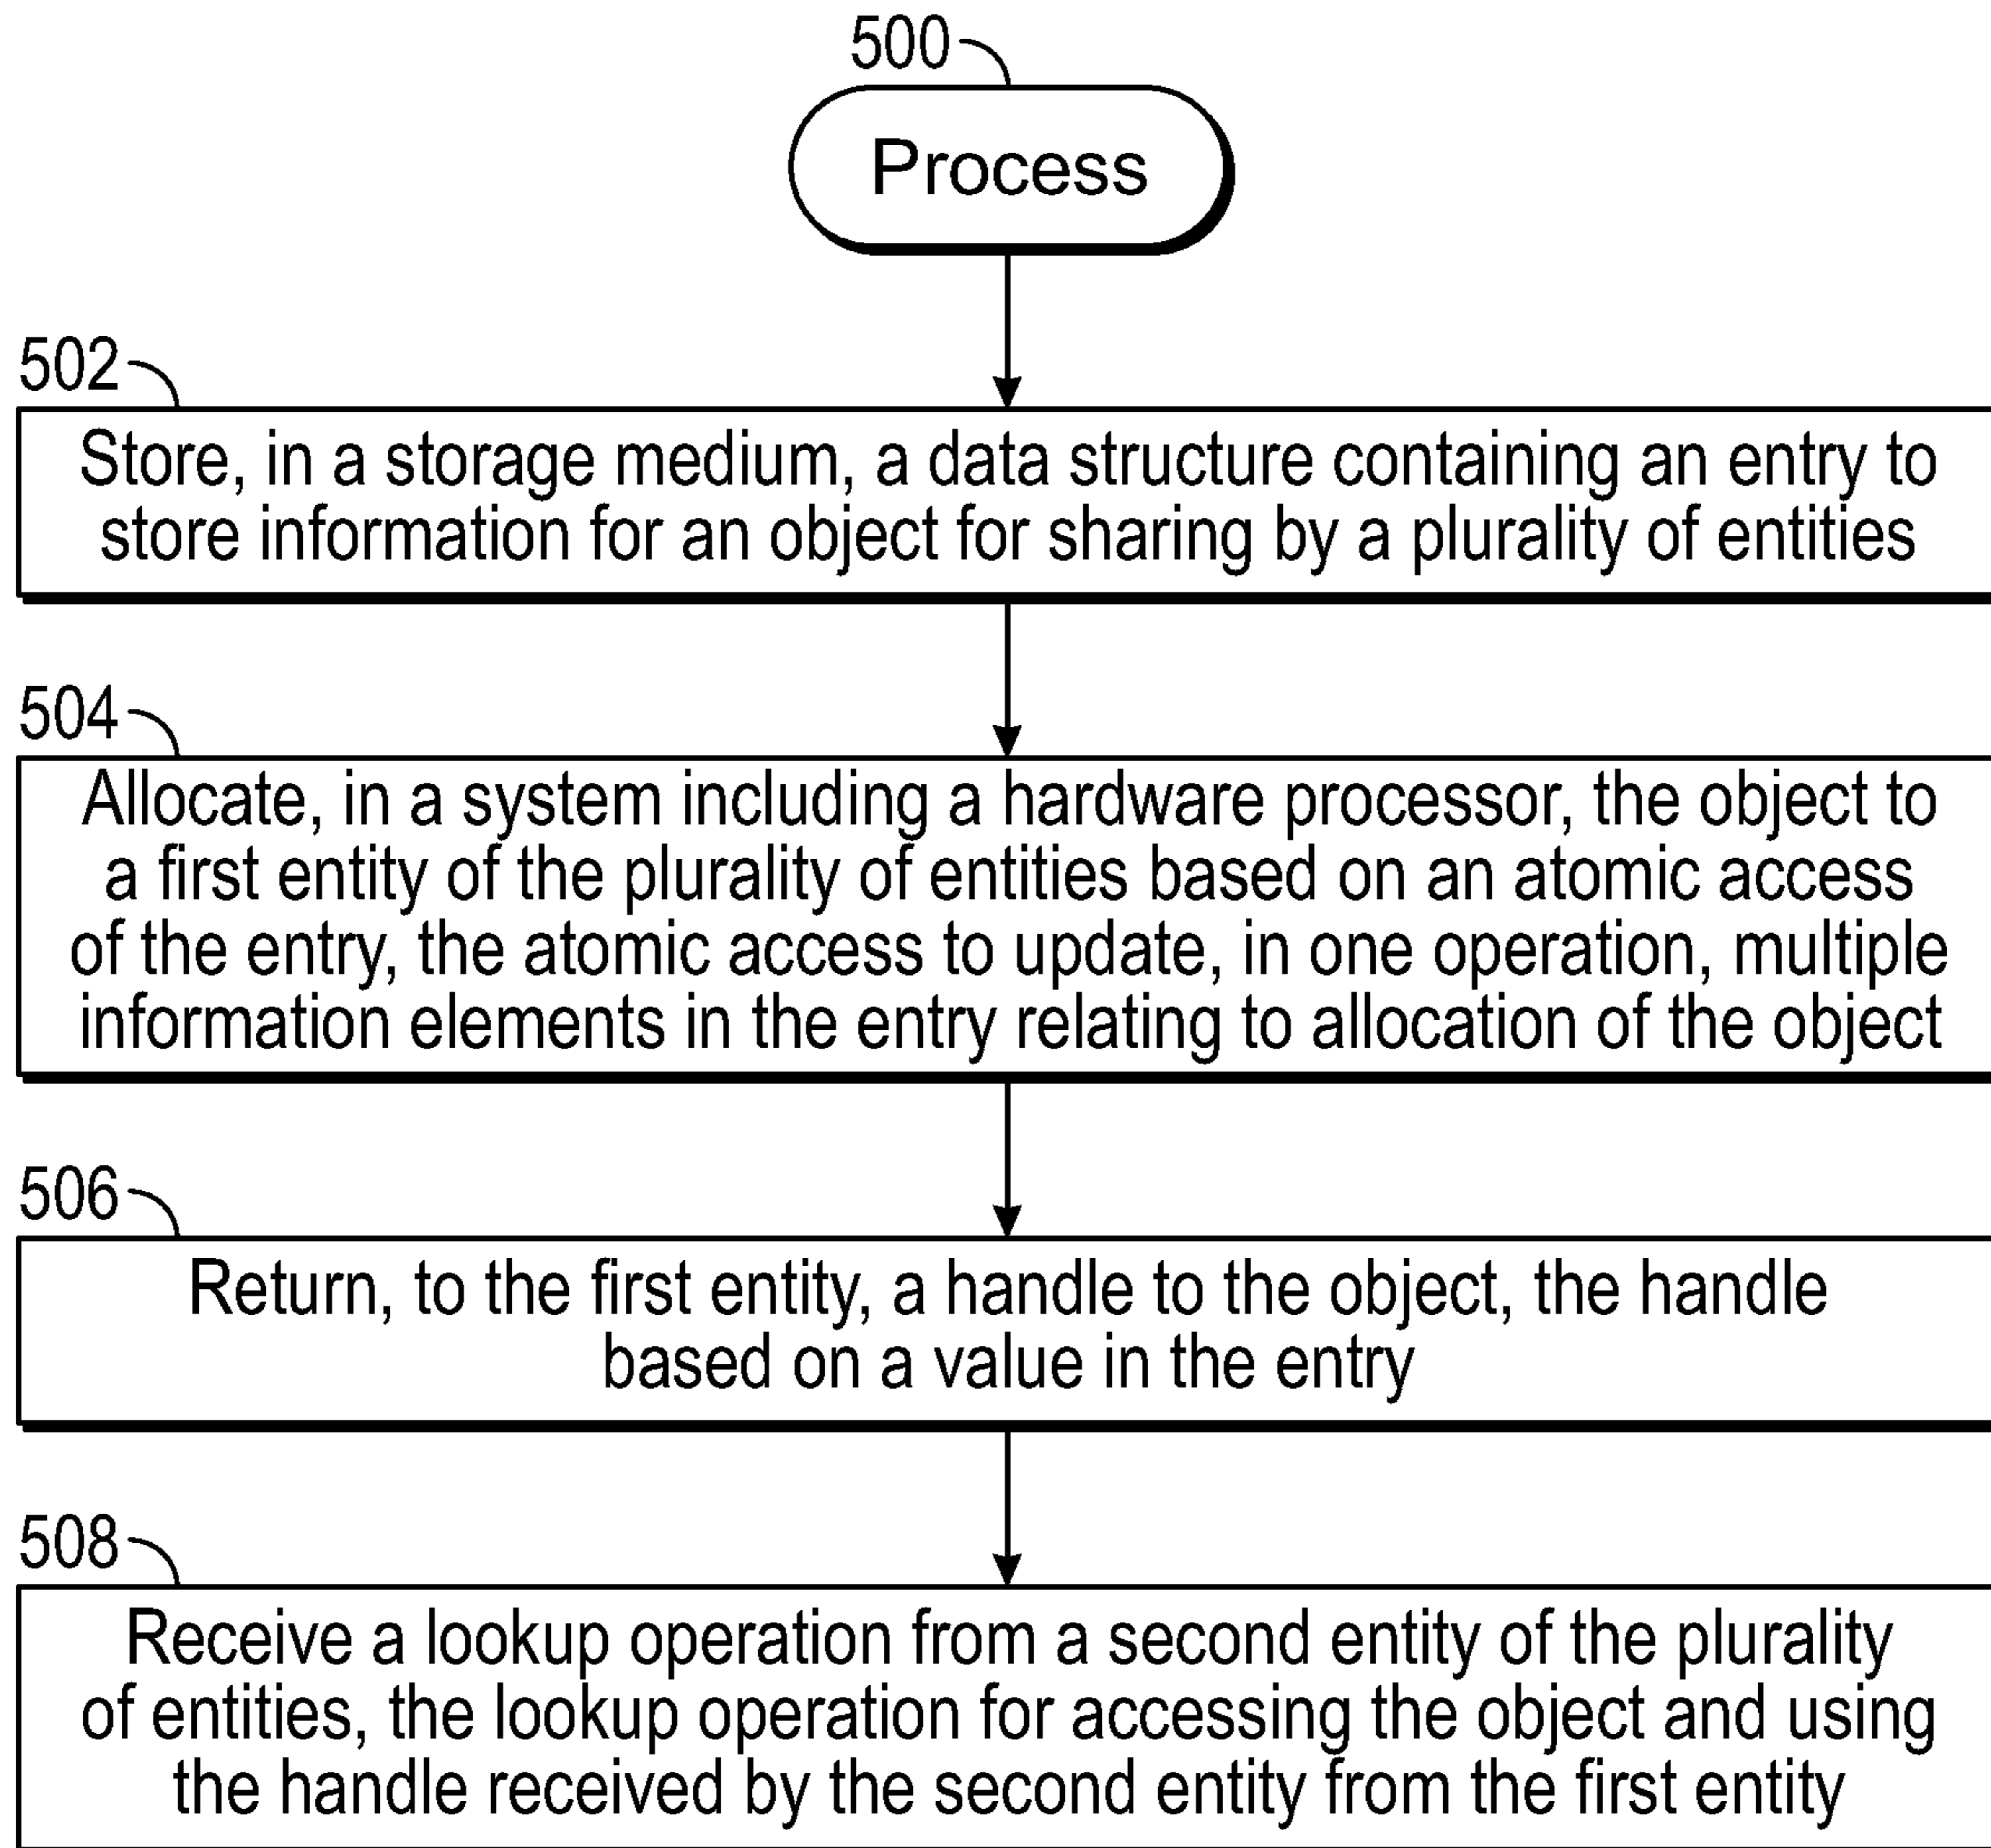 500
Process
502
Store, in a storage medium, a data structure containing an entry to
store information for an object for sharing by a plurality of entities
504
Allocate, in a system including a hardware processor, the object to
a first entity of the plurality of entities based on an atomic access
of the entry, the atomic access to update, in one operation, multiple
information elements in the entry relating to allocation of the object
506
Return, to the first entity, a handle to the object, the handle
based on a value in the entry
508
Receive a lookup operation from a second entity of the plurality
of entities, the lookup operation for accessing the object and using
the handle received by the second entity from the first entity